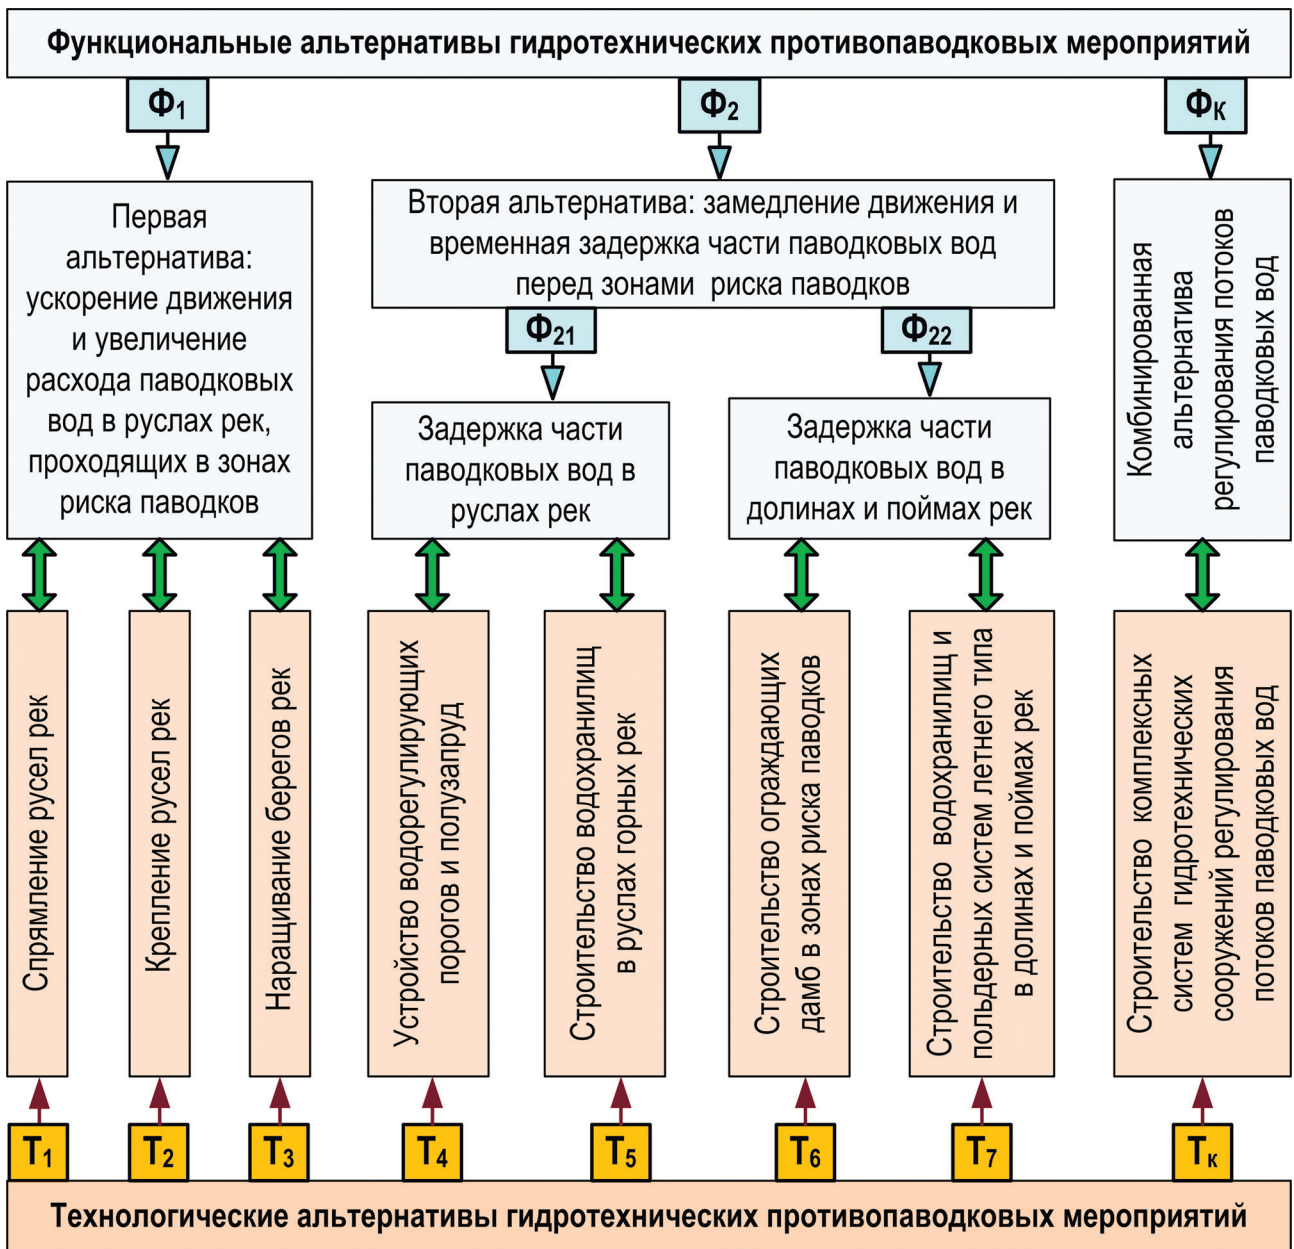 Функциональные альтернативы гидротехнических противопаводковых мероприятий
Ф1
Ф2
ФК
Первая
альтернатива:
ускорение движения
и увеличение
расхода паводковых
вод в руслах рек,
проходящих в зонах
риска паводков
Вторая альтернатива: замедление движения и
временная задержка части паводковых вод
перед зонами риска паводков
Ф21
Ф22
Задержка части
паводковых вод в
руслах рек
Задержка части
паводковых вод в
долинах и поймах рек
Комбинированная
альтернатива
регулирования потоков
паводковых вод
Спрямление русел рек
Крепление русел рек
Наращивание берегов рек
Устройство водорегулирующих
порогов и полузапруд
Строительство водохранилищ
в руслах горных рек
Строительство ограждающих
дамб в зонах риска паводков
Строительство водохранилищ и
польдерных систем летнего типа
в долинах и поймах рек
Строительство комплексных
систем гидротехнических
сооружений регулирования
потоков паводковых вод
Т1
Т2
Т3
Т4
Т5
Т6
Т7
Тк
Технологические альтернативы гидротехнических противопаводковых мероприятий